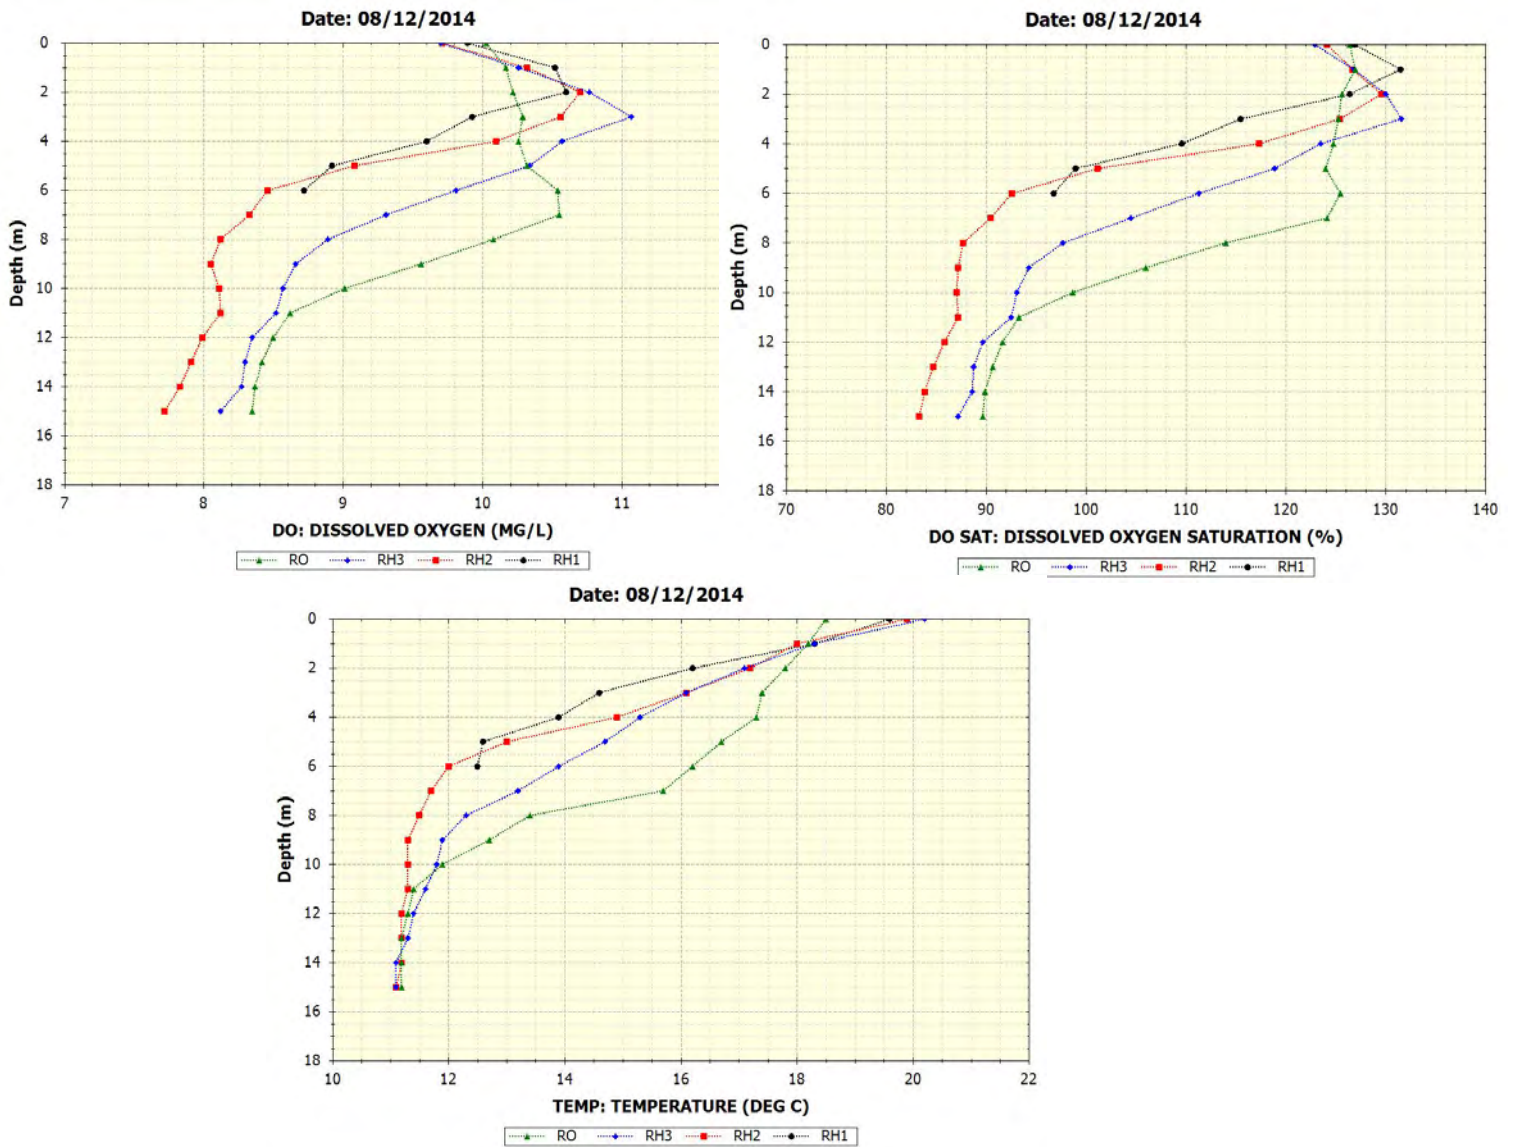 Date: 08/12/2014
0
2
4
6
8
10
12
14
16
18
Depth (m)
7 8 9 10 11
DO: DISSOLVED OXYGEN (MG/L)
RO RH3 RH2 RH1
Date: 08/12/2014
0
2
4
6
8
10
12
14
16
18
Depth (m)
70 80 90 100 110 120 130 140
DO SAT: DISSOLVED OXYGEN SATURATION (%)
RO RH3 RH2 RH1
Date: 08/12/2014
0
2
4
6
8
10
12
14
16
18
Depth (m)
10 12 14 16 18 20 22
TEMP: TEMPERATURE (DEG C)
RO RH3 RH2 RH1